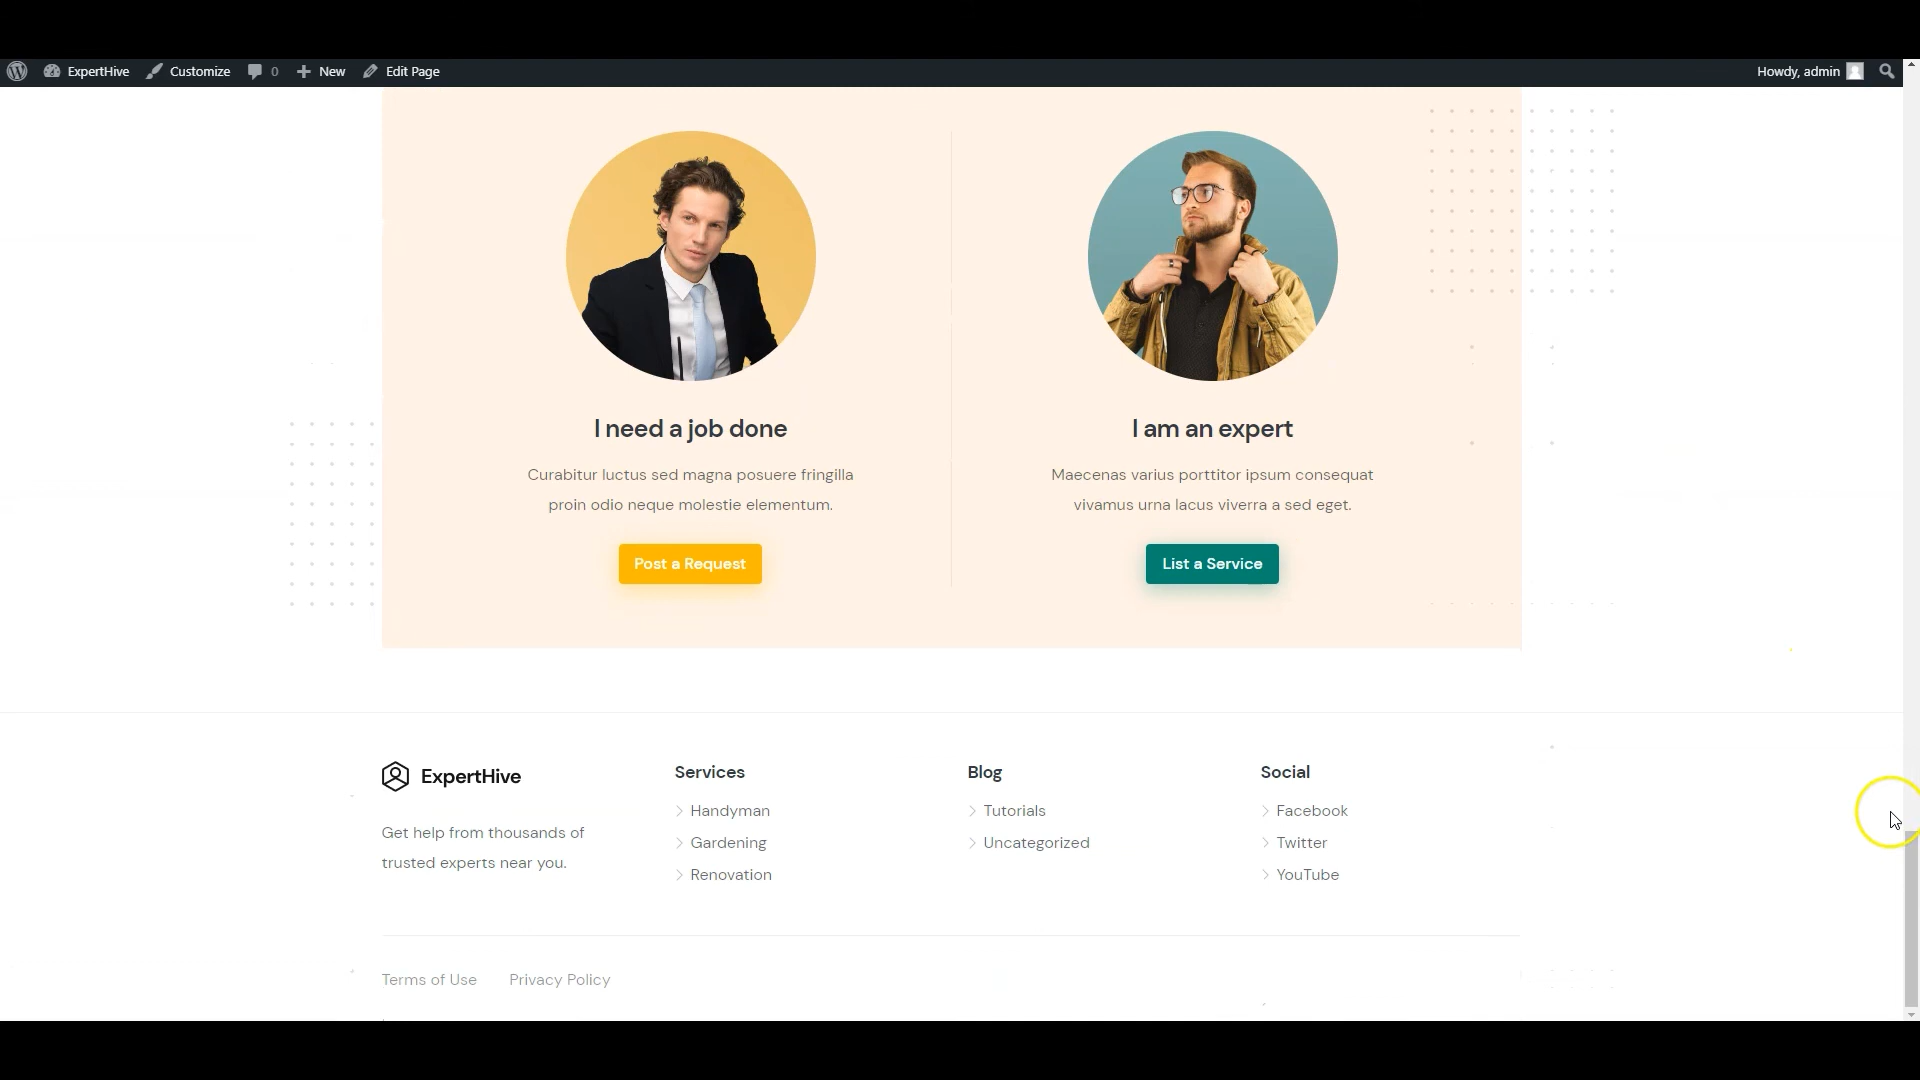 ExpertHive Customize 0 New Edit Page Howdy, admin
I need a job done
Curabitur luctus sed magna posuere fringilla
proin odio neque molestie elementum.
Post a Request
I am an expert
Maecenas varius porttitor ipsum consequat
vivamus urna lacus viverra a sed eget.
List a Service
ExpertHive
Get help from thousands of
trusted experts near you.
Services
Handyman
Gardening
Renovation
Blog
Tutorials
Uncategorized
Social
Facebook
Twitter
YouTube
Terms of Use Privacy Policy